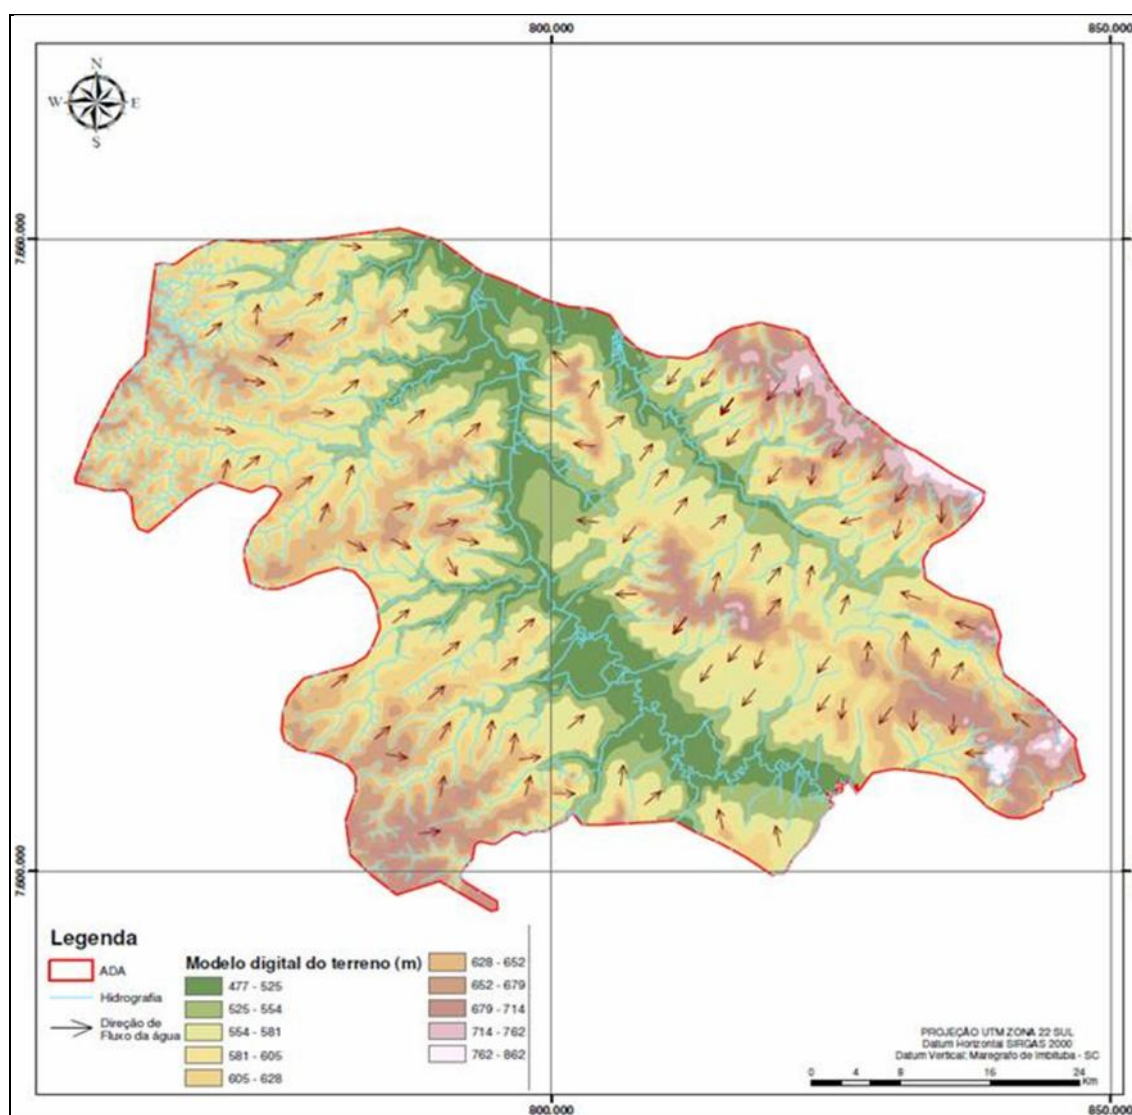 800.000
850.000
N
W
E
S
7.660.000
7.600.000
Legenda
ADA
Hidrografia
Direção de
Fluxo da água
Modelo digital do terreno (m)
477 - 525
525 - 554
554 - 581
581 - 605
605 - 628
628 - 652
652 - 679
679 - 714
714 - 762
762 - 862
PROJEÇÃO UTM ZONA 22 SUL
Datum Horizontal SIRGAS 2000
Datum Vertical: Maregrafo de Imbituba - SC
0 4 8 16 24
Km
800.000
850.000